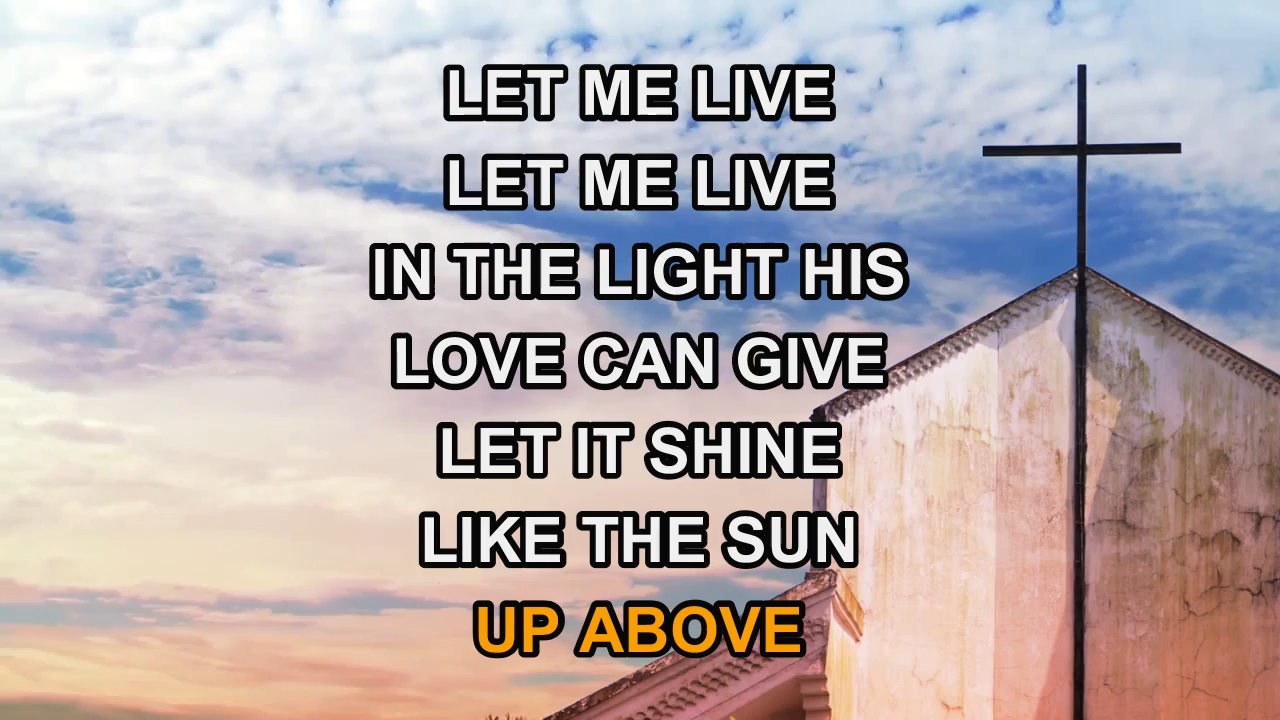 LET ME LIVE
LET ME LIVE
IN THE LIGHT HIS
LOVE CAN GIVE
LET IT SHINE
LIKE THE SUN
UP ABOVE